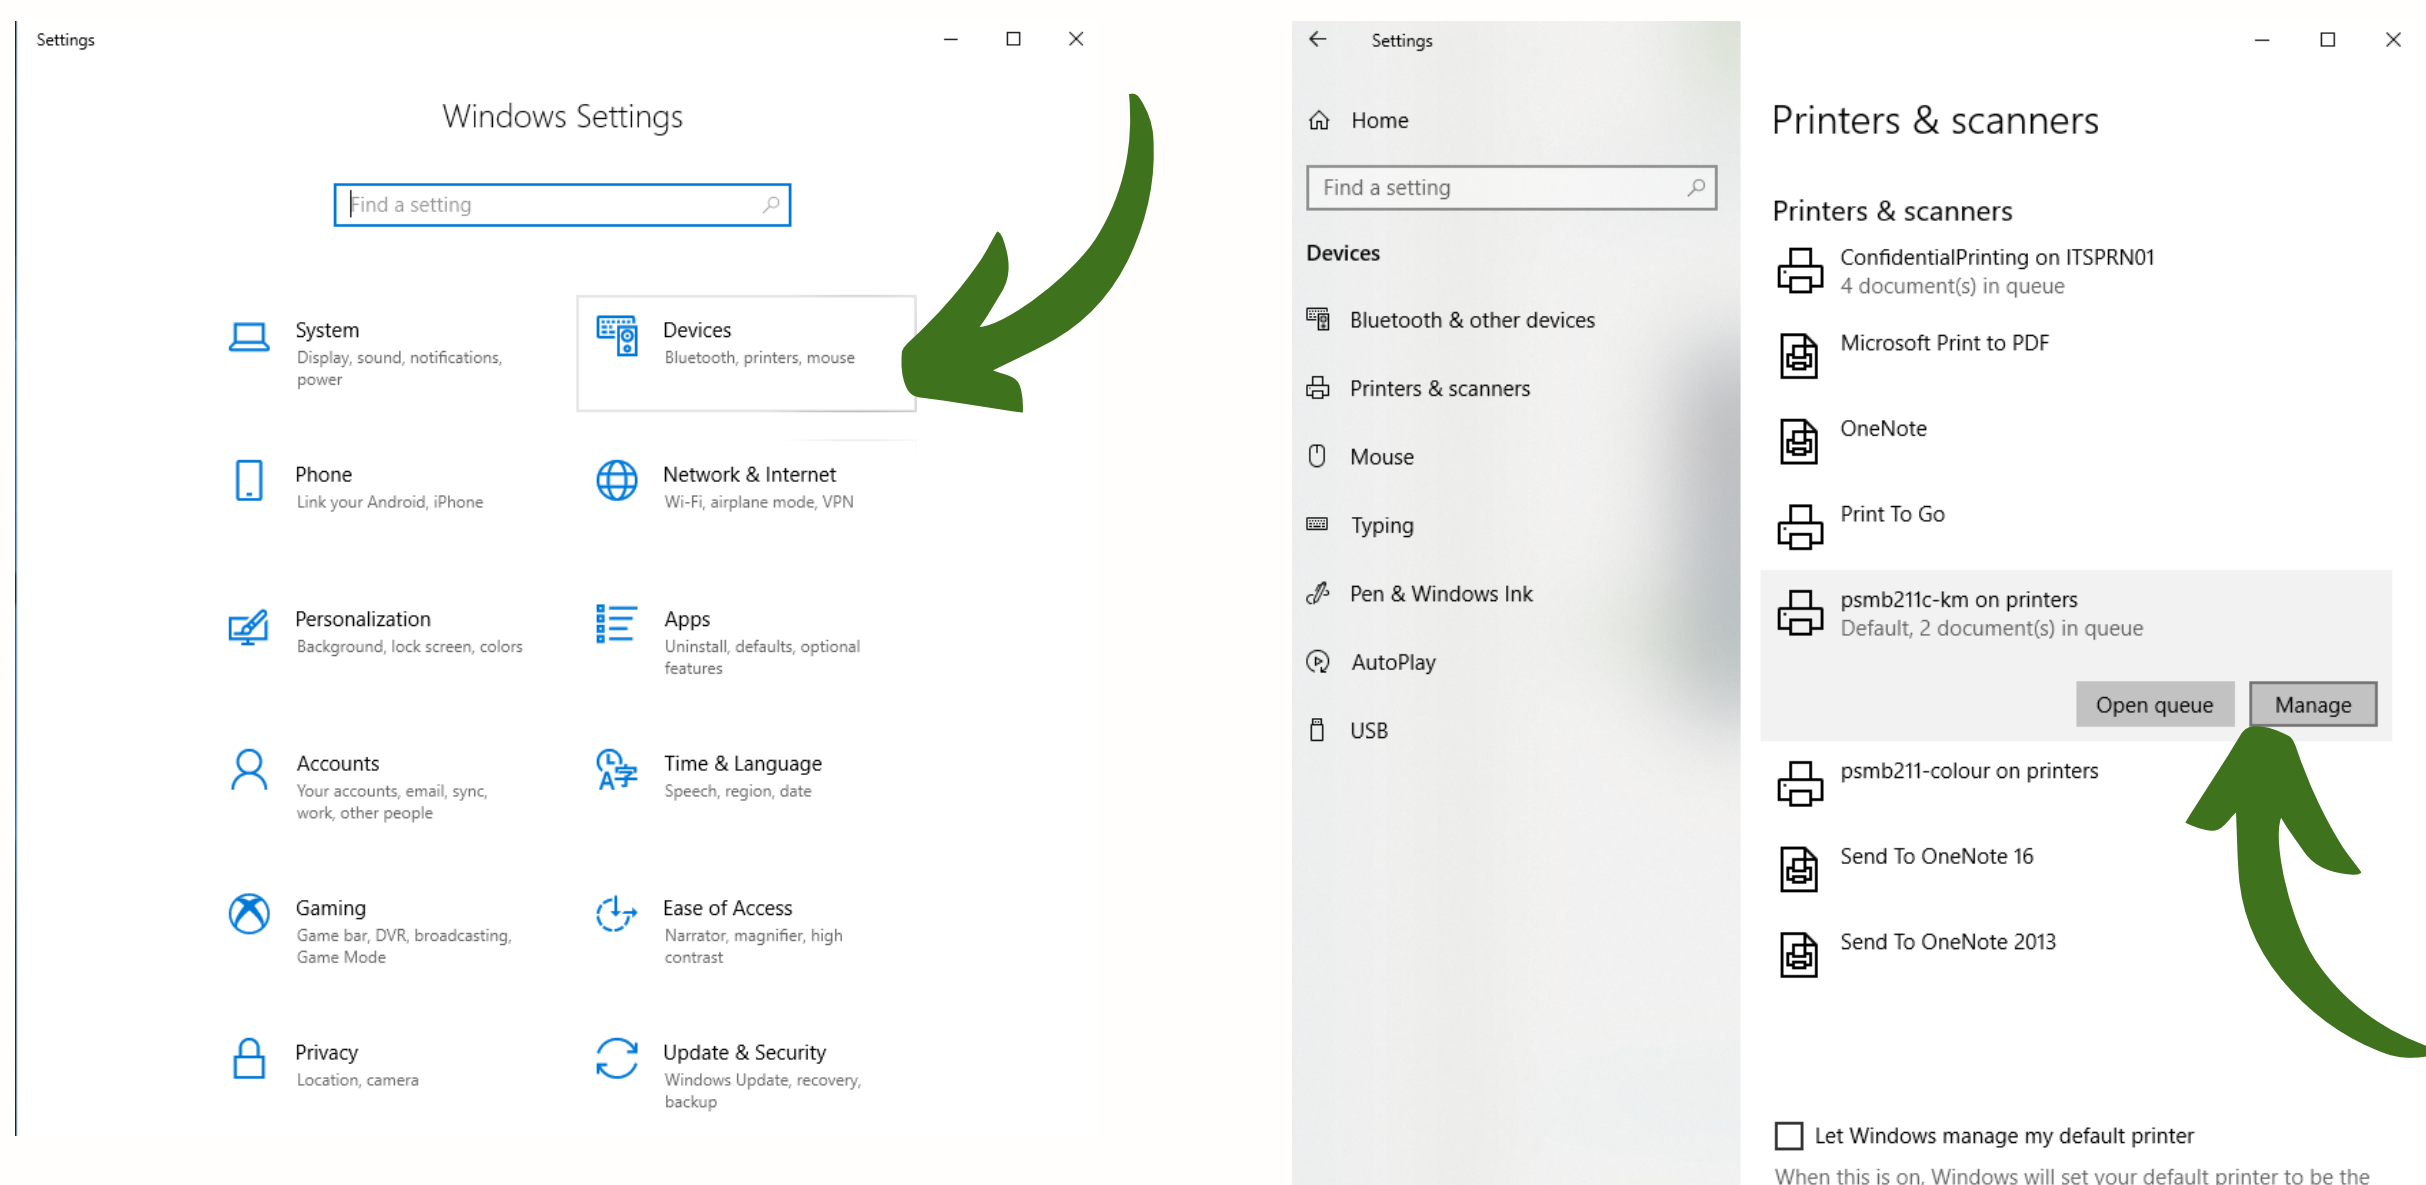 Settings
Windows Settings
Find a setting
System
Display, sound, notifications,
power
Devices
Bluetooth, printers, mouse
Phone
Link your Android, iPhone
Network & Internet
Wi-Fi, airplane mode, VPN
Personalization
Background, lock screen, colors
Apps
Uninstall, defaults, optional
features
Accounts
Your accounts, email, sync,
work, other people
Time & Language
Speech, region, date
Gaming
Game bar, DVR, broadcasting,
Game Mode
Ease of Access
Narrator, magnifier, high
contrast
Privacy
Location, camera
Update & Security
Windows Update, recovery,
backup
Settings
Home
Find a setting
Devices
Bluetooth & other devices
Printers & scanners
Mouse
Typing
Pen & Windows Ink
AutoPlay
USB
Printers & scanners
Printers & scanners
ConfidentialPrinting on ITSPRN01
4 document(s) in queue
Microsoft Print to PDF
OneNote
Print To Go
psmb211c-km on printers
Default, 2 document(s) in queue
Open queue
Manage
psmb211-colour on printers
Send To OneNote 16
Send To OneNote 2013
Let Windows manage my default printer
When this is on, Windows will set your default printer to be the